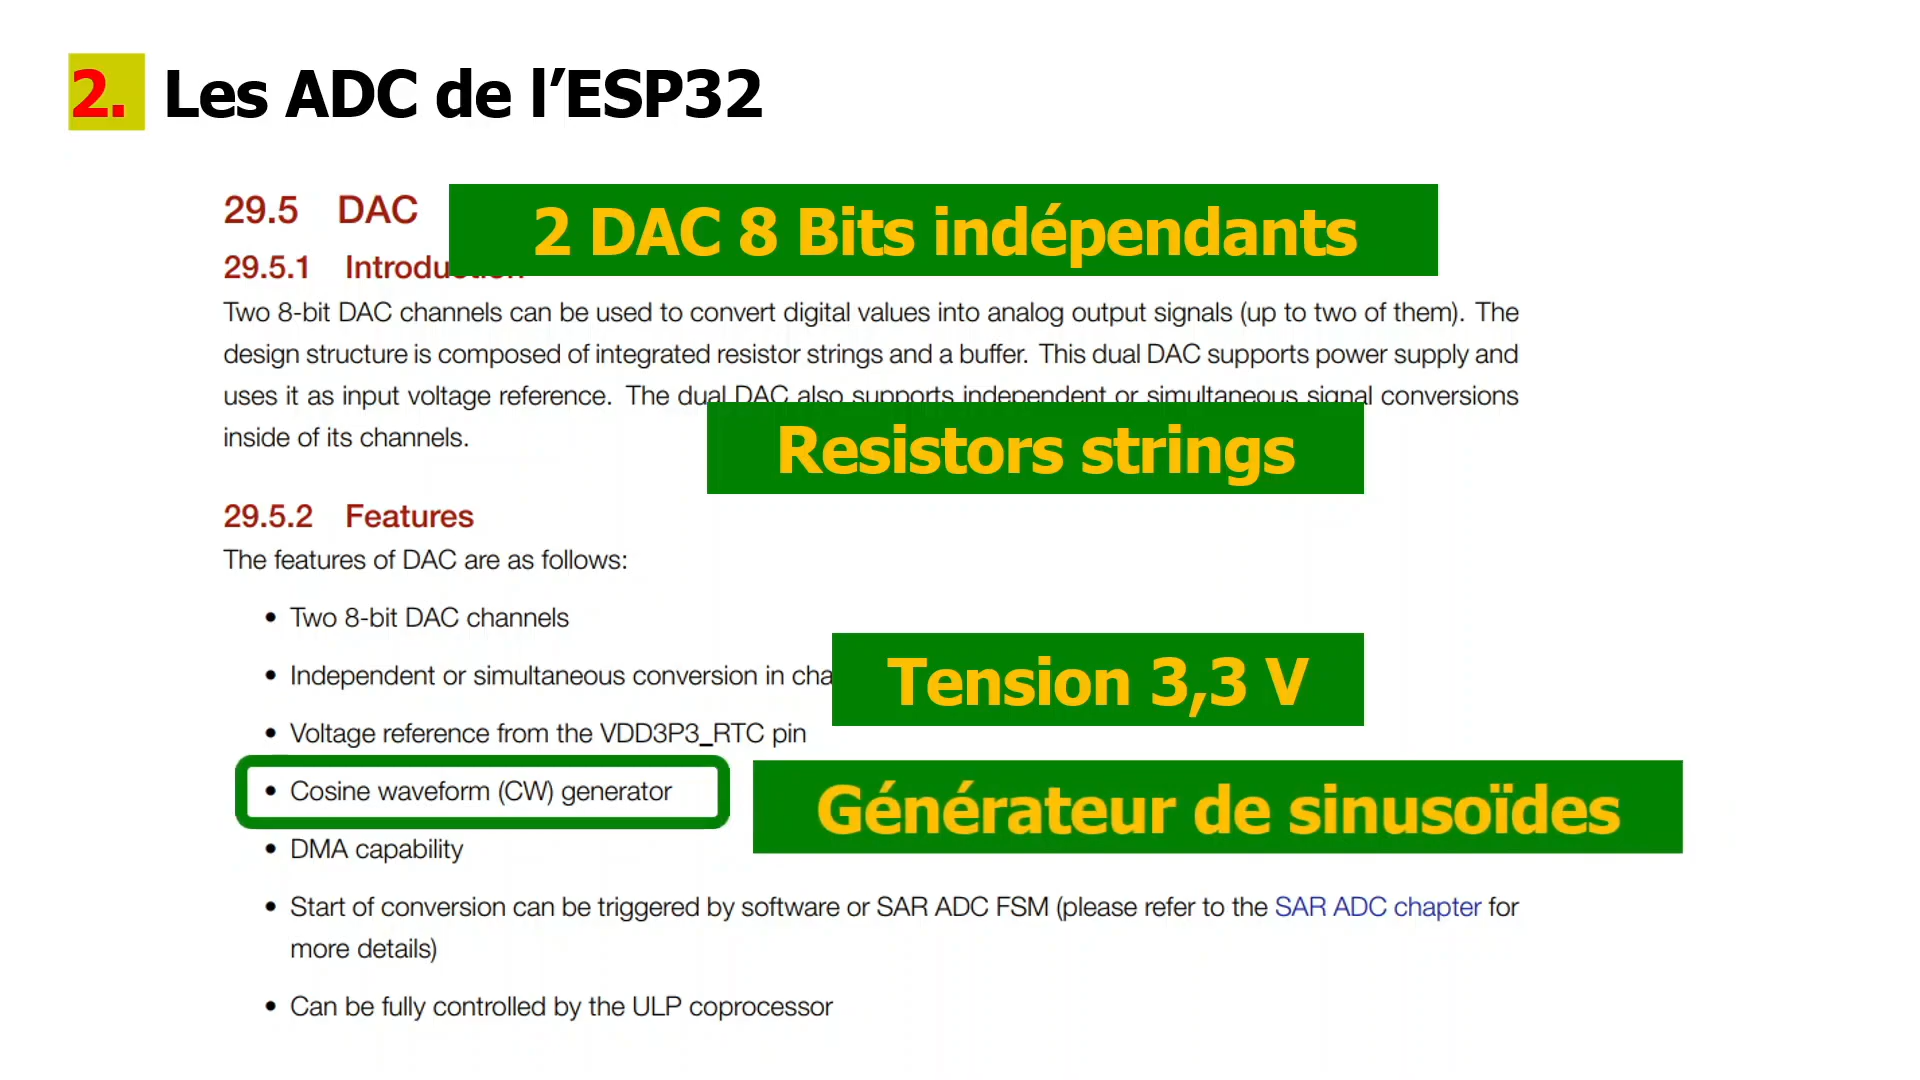 2. Les ADC de l’ESP32
29.5 DAC
2 DAC 8 Bits indépendants
29.5.1 Introduction
Two 8-bit DAC channels can be used to convert digital values into analog output signals (up to two of them). The
design structure is composed of integrated resistor strings and a buffer. This dual DAC supports power supply and
uses it as input voltage reference. The dual DAC also supports independent or simultaneous signal conversions
inside of its channels.
Resistors strings
29.5.2 Features
The features of DAC are as follows:
• Two 8-bit DAC channels
• Independent or simultaneous conversion in cha
Tension 3,3 V
• Voltage reference from the VDD3P3_RTC pin
• Cosine waveform (CW) generator
Générateur de sinusoïdes
• DMA capability
• Start of conversion can be triggered by software or SAR ADC FSM (please refer to the SAR ADC chapter for
more details)
• Can be fully controlled by the ULP coprocessor